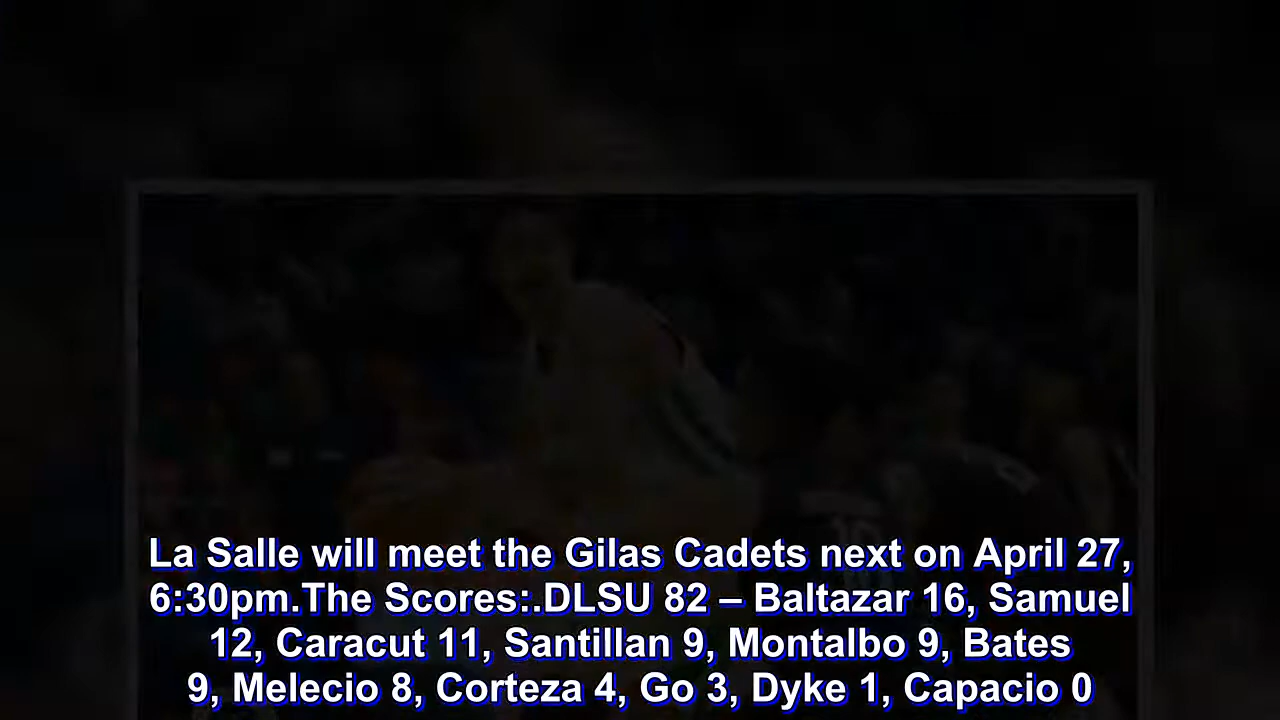 La Salle will meet the Gilas Cadets next on April 27,
6:30pm.The Scores:.DLSU 82 – Baltazar 16, Samuel
12, Caracut 11, Santillan 9, Montalbo 9, Bates
9, Melecio 8, Corteza 4, Go 3, Dyke 1, Capacio 0